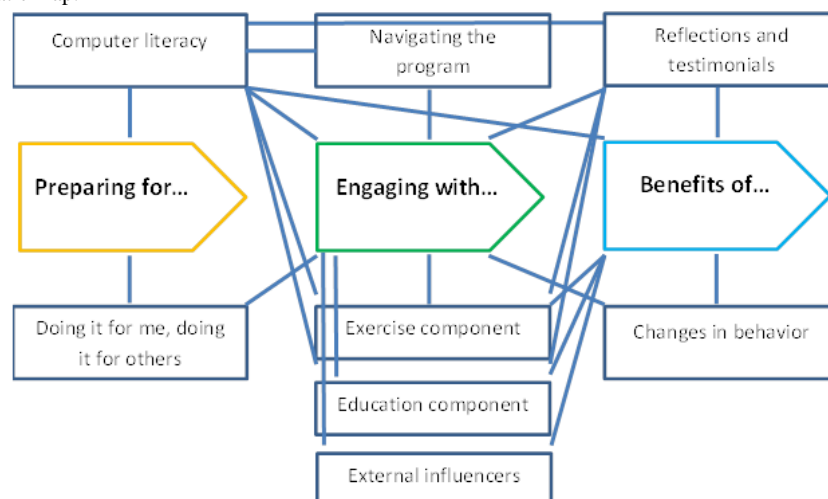 Computer literacy
Navigating the
program
Reflections and
testimonials
Preparing for...
Engaging with...
Benefits of...
Doing it for me, doing
it for others
Exercise component
Changes in behavior
Education component
External influencers